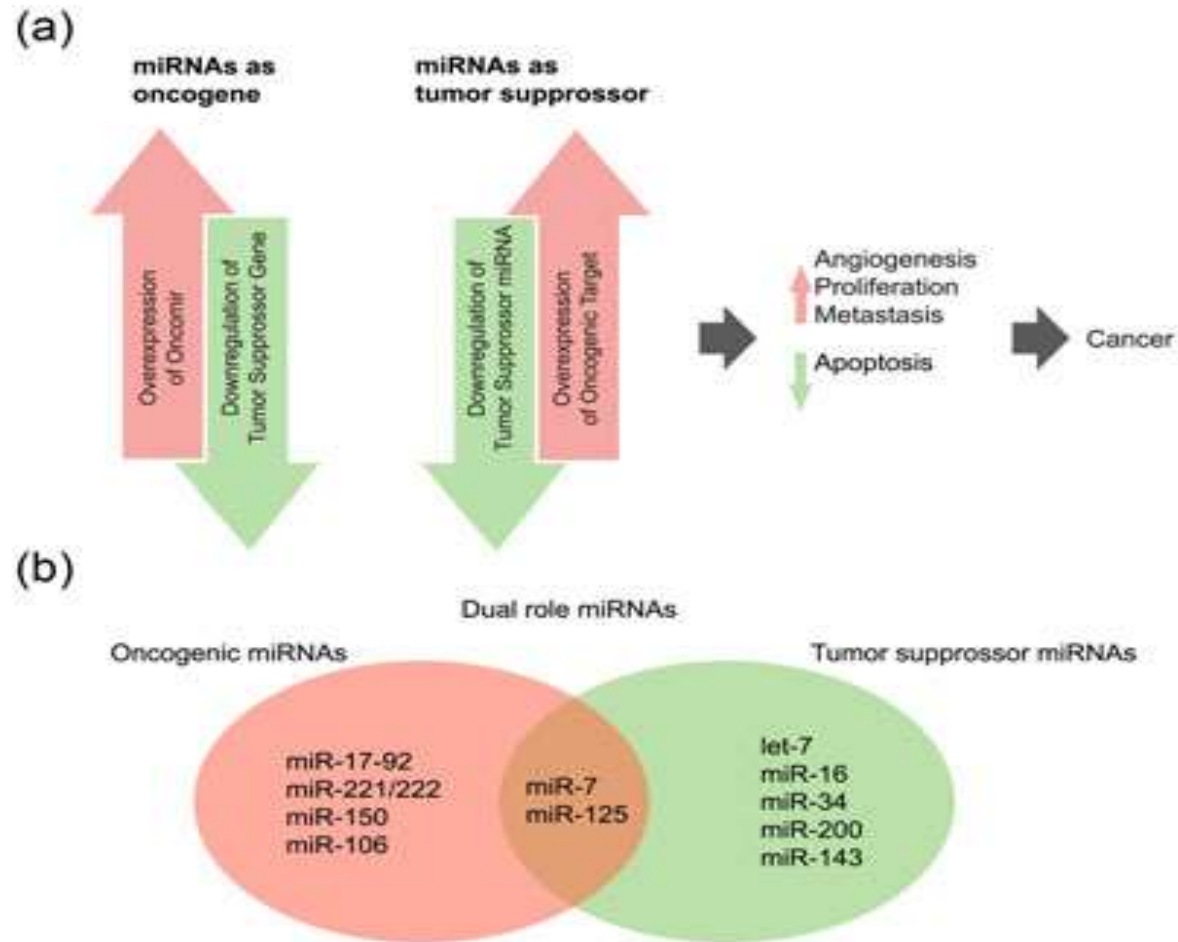 (a)
miRNAs as
oncogene
miRNAs as
tumor supprossor
Overexpression
of Oncomir
Downregulation of
Tumor Suppressor Gene
Downregulation of
Tumor Suppressor miRNA
Overexpression
of Oncogenic Target
Angiogenesis
Proliferation
Metastasis
Apoptosis
Cancer
(b)
Dual role miRNAs
Oncogenic miRNAs
Tumor supprossor miRNAs
miR-17-92
miR-221/222
miR-150
miR-106
miR-7
miR-125
let-7
miR-16
miR-34
miR-200
miR-143